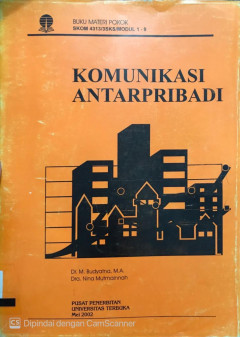 BUKU MATERI POKOK
SKOM 4313/3SKS/MODUL 1 - 9
KOMUNIKASI
ANTARPRIBADI
Dr. M. Budyatna, M.A.
Dra. Nina Mutmainnah
PUSAT PENERBITAN
UNIVERSITAS TERBUKA
Mei 2002
CS Dipindai dengan CamScanner